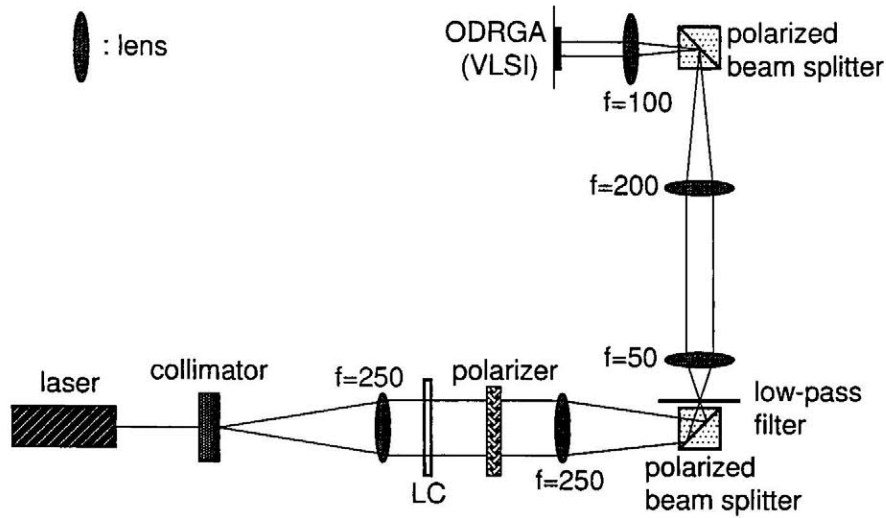 : lens
ODRGA
(VLSI)
f=100
polarized
beam splitter
f=200
f=50
low-pass
filter
polarized
beam splitter
laser
collimator
f=250
LC
polarizer
f=250